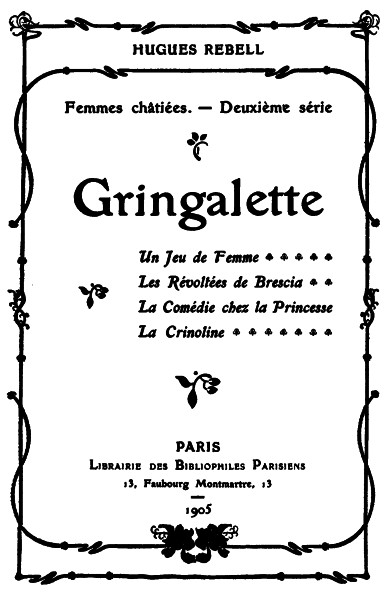 HUGUES REBELL
Femmes châtiées. — Deuxième série
Gringalette
Un Jeu de Femme
Les Révoltées de Brescia
La Comédie chez la Princesse
La Crinoline
PARIS
LIBRAIRIE DES BIBLIOPHILES PARISIENS
13, Faubourg Montmartre, 13
1905